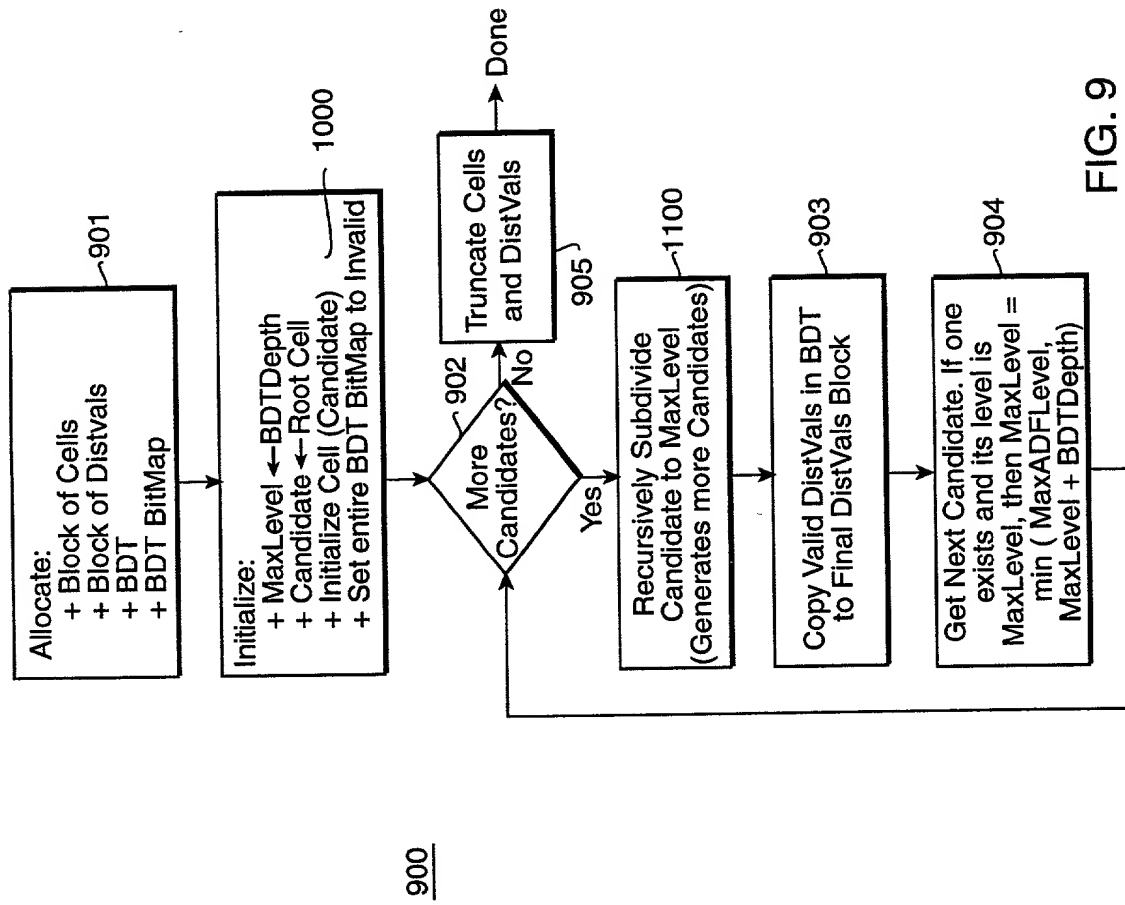 900
Allocate:
+ Block of Cells
+ Block of Distvals
+ BDT
+ BDT BitMap
901
Initialize:
+ MaxLevel ←BDTDepth
+ Candidate ←Root Cell
+ Initialize Cell (Candidate)
+ Set entire BDT BitMap to Invalid
1000
More
Candidates?
902
No
Truncate Cells
and DistVals
905
Done
Yes
Recursively Subdivide
Candidate to MaxLevel
(Generates more Candidates)
1100
Copy Valid DistVals in BDT
to Final DistVals Block
903
Get Next Candidate. If one
exists and its level is
MaxLevel, then MaxLevel =
min ( MaxADFLevel,
MaxLevel + BDTDepth)
904
FIG. 9